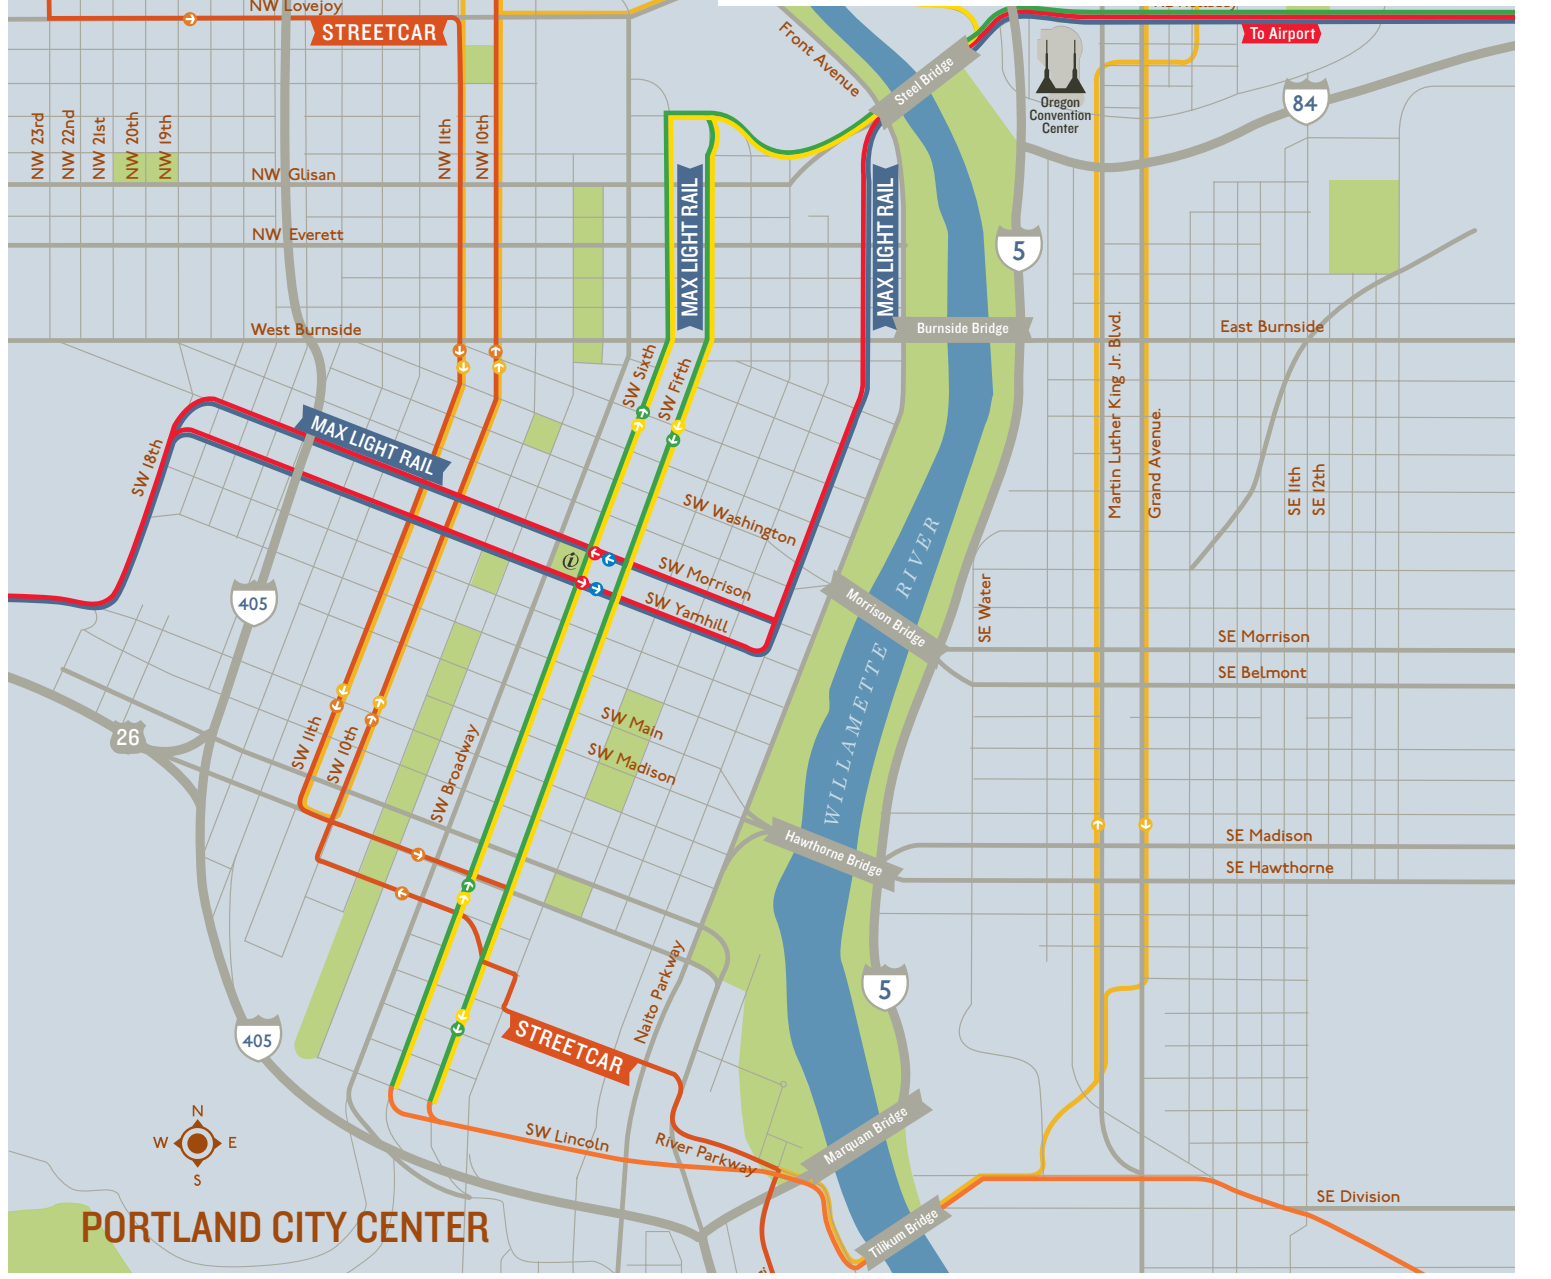 NW Lovejoy
STREETCAR
Front Avenue
Steel Bridge
To Airport
Oregon
Convention
Center
84
NW 23rd
NW 22nd
NW 21st
NW 20th
NW 19th
NW 11th
NW 10th
NW Glisan
NW Everett
MAX LIGHT RAIL
MAX LIGHT RAIL
5
West Burnside
Burnside Bridge
East Burnside
SW Sixth
SW Fifth
Martin Luther King Jr. Blvd.
Grand Avenue.
SE 11th
SE 12th
MAX LIGHT RAIL
SW 18th
SW Washington
SW Morrison
SW Yamhill
i
405
Morrison Bridge
WILLAMETTE RIVER
SE Water
SE Morrison
SE Belmont
26
SW 11th
SW 10th
SW Broadway
SW Main
SW Madison
Hawthorne Bridge
SE Madison
SE Hawthorne
Naito Parkway
5
405
STREETCAR
N
W E
S
SW Lincoln
River Parkway
Marquam Bridge
Tilikum Bridge
SE Division
PORTLAND CITY CENTER